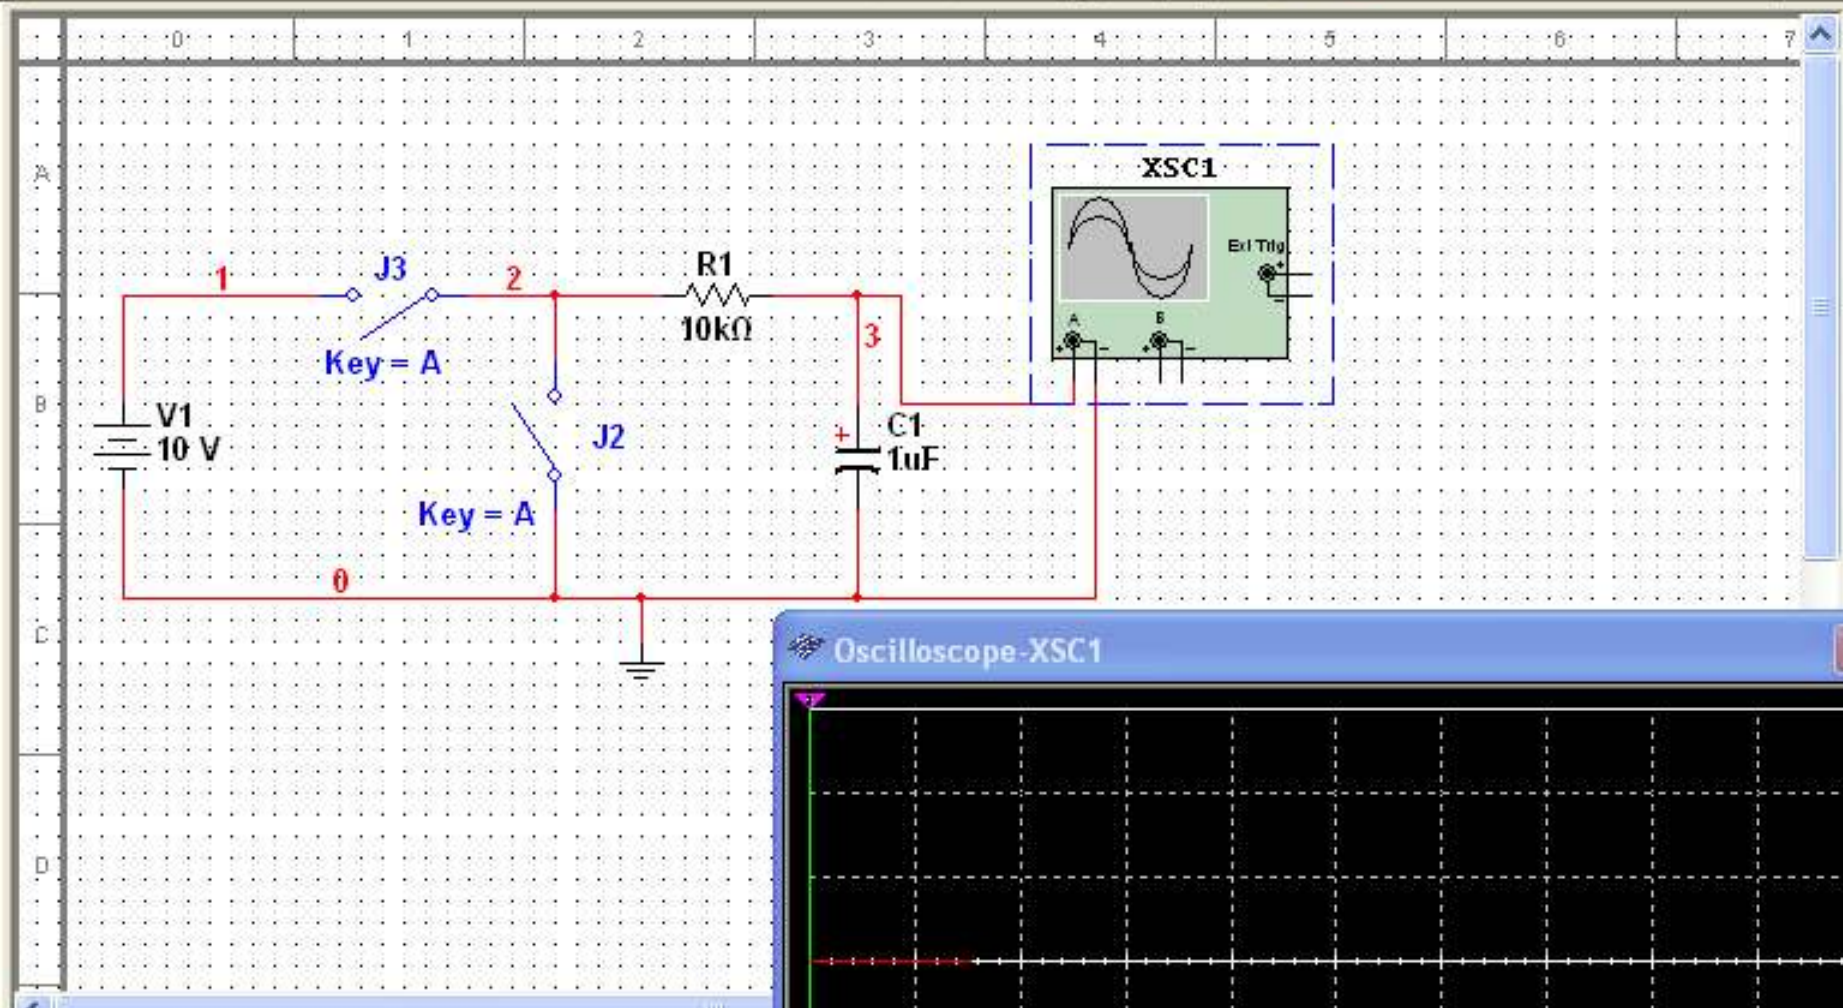 0 1 2 3 4 5 6 7
A
XSC1
Ext Trig
+
-
A B
+ - + -
J3
1 2 R1
10kΩ
3
Key = A
B
V1
10 V
J2
+ C1
1uF
Key = A
0
C
Oscilloscope-XSC1
D